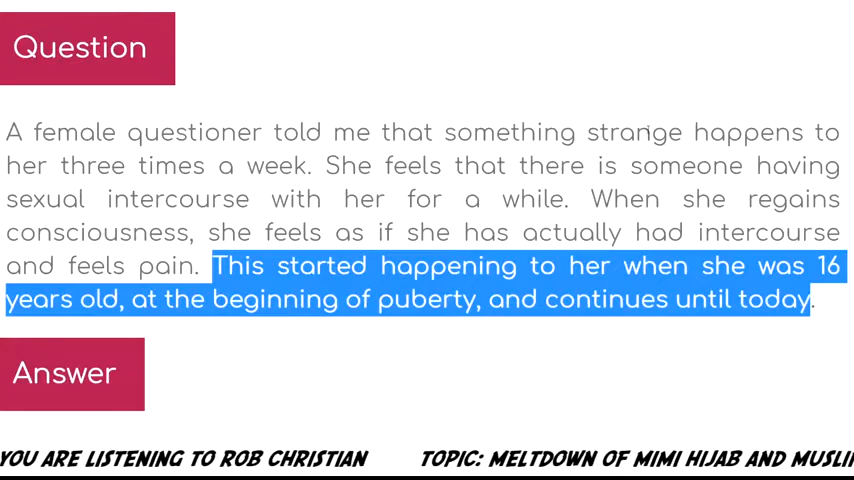 Question
A female questioner told me that something strange happens to
her three times a week. She feels that there is someone having
sexual intercourse with her for a while. When she regains
consciousness, she feels as if she has actually had intercourse
and feels pain. This started happening to her when she was 16
years old, at the beginning of puberty, and continues until today.
Answer
YOU ARE LISTENING TO ROB CHRISTIAN TOPIC: MELTDOWN OF MIMI HIJAB AND MUSLI